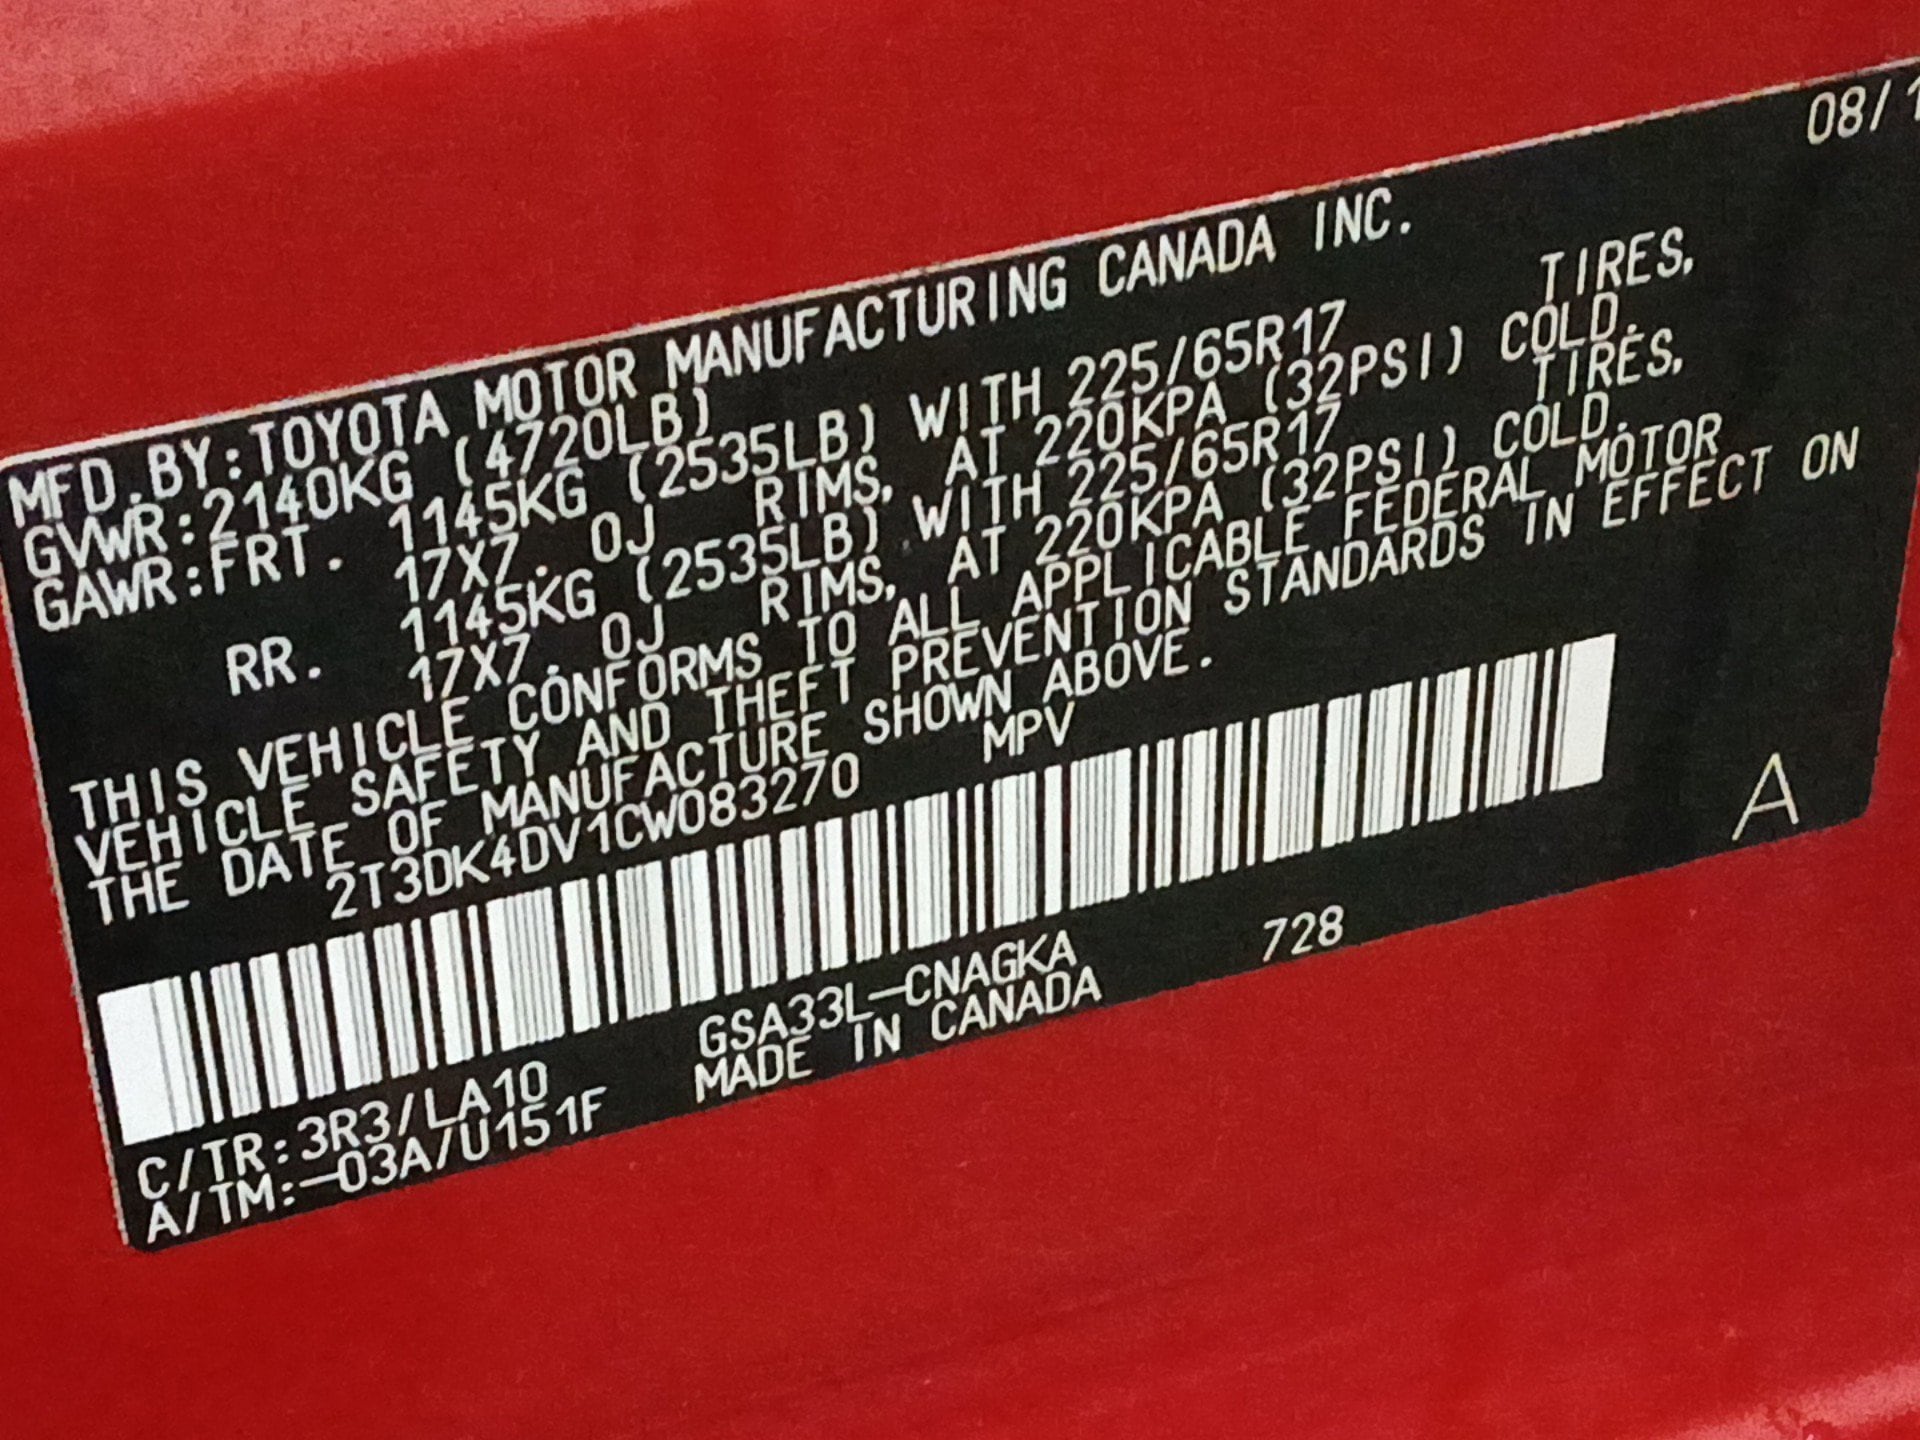 08/1
MFD.BY:TOYOTA MOTOR MANUFACTURING CANADA INC.
GVWR:2140KG (4720LB)
GAWR:FRT. 1145KG (2535LB) WITH 225/65R17 TIRES,
17X7.0J RIMS, AT 220KPA (32PSI) COLD.
RR. 1145KG (2535LB) WITH 225/65R17 TIRES,
17X7.0J RIMS, AT 220KPA (32PSI) COLD.
THIS VEHICLE CONFORMS TO ALL APPLICABLE FEDERAL MOTOR
VEHICLE SAFETY AND THEFT PREVENTION STANDARDS IN EFFECT ON
THE DATE OF MANUFACTURE SHOWN ABOVE.
2T3DK4DV1CW083270 MPV
A
C/TR:3R3/LA10 GSA33L-CNAGKA 728
A/TM:-03A/U151F MADE IN CANADA